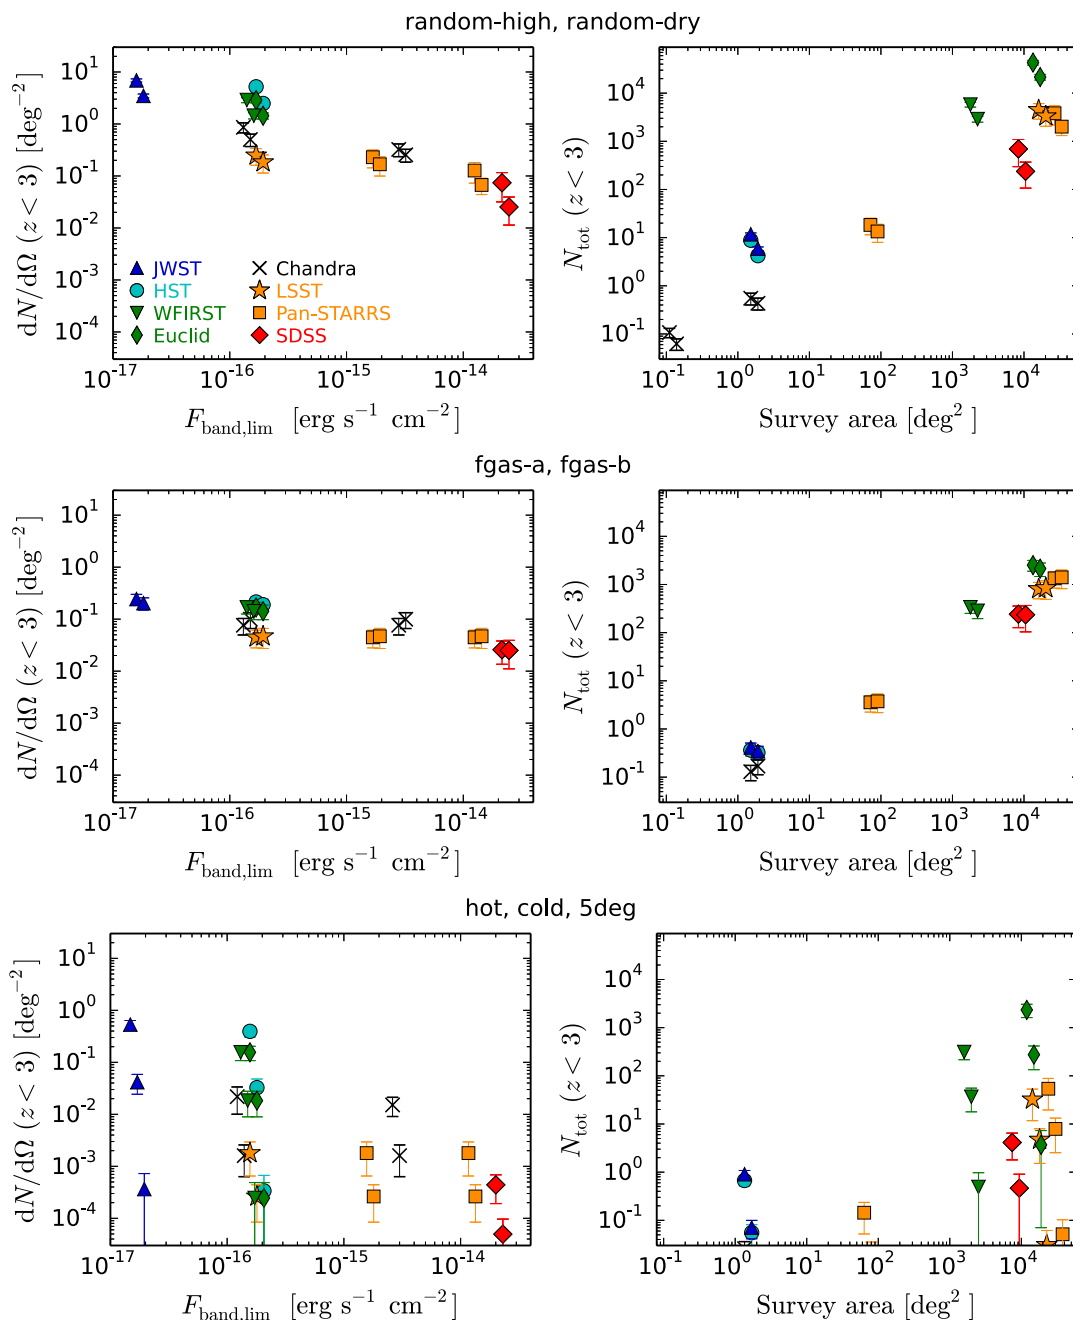 random-high, random-dry
dN/dΩ (z < 3) [deg⁻²]
10¹
10⁰
10⁻¹
10⁻²
10⁻³
10⁻⁴
JWST
HST
WFIRST
Euclid
Chandra
LSST
Pan-STARRS
SDSS
10⁻¹⁷ 10⁻¹⁶ 10⁻¹⁵ 10⁻¹⁴
F_band,lim [erg s⁻¹ cm⁻²]
N_tot (z < 3)
10⁴
10³
10²
10¹
10⁰
10⁻¹
10⁻¹ 10⁰ 10¹ 10² 10³ 10⁴
Survey area [deg²]
fgas-a, fgas-b
dN/dΩ (z < 3) [deg⁻²]
10¹
10⁰
10⁻¹
10⁻²
10⁻³
10⁻⁴
10⁻¹⁷ 10⁻¹⁶ 10⁻¹⁵ 10⁻¹⁴
F_band,lim [erg s⁻¹ cm⁻²]
N_tot (z < 3)
10⁴
10³
10²
10¹
10⁰
10⁻¹
10⁻¹ 10⁰ 10¹ 10² 10³ 10⁴
Survey area [deg²]
hot, cold, 5deg
dN/dΩ (z < 3) [deg⁻²]
10¹
10⁰
10⁻¹
10⁻²
10⁻³
10⁻⁴
10⁻¹⁷ 10⁻¹⁶ 10⁻¹⁵ 10⁻¹⁴
F_band,lim [erg s⁻¹ cm⁻²]
N_tot (z < 3)
10⁴
10³
10²
10¹
10⁰
10⁻¹
10⁻¹ 10⁰ 10¹ 10² 10³ 10⁴
Survey area [deg²]